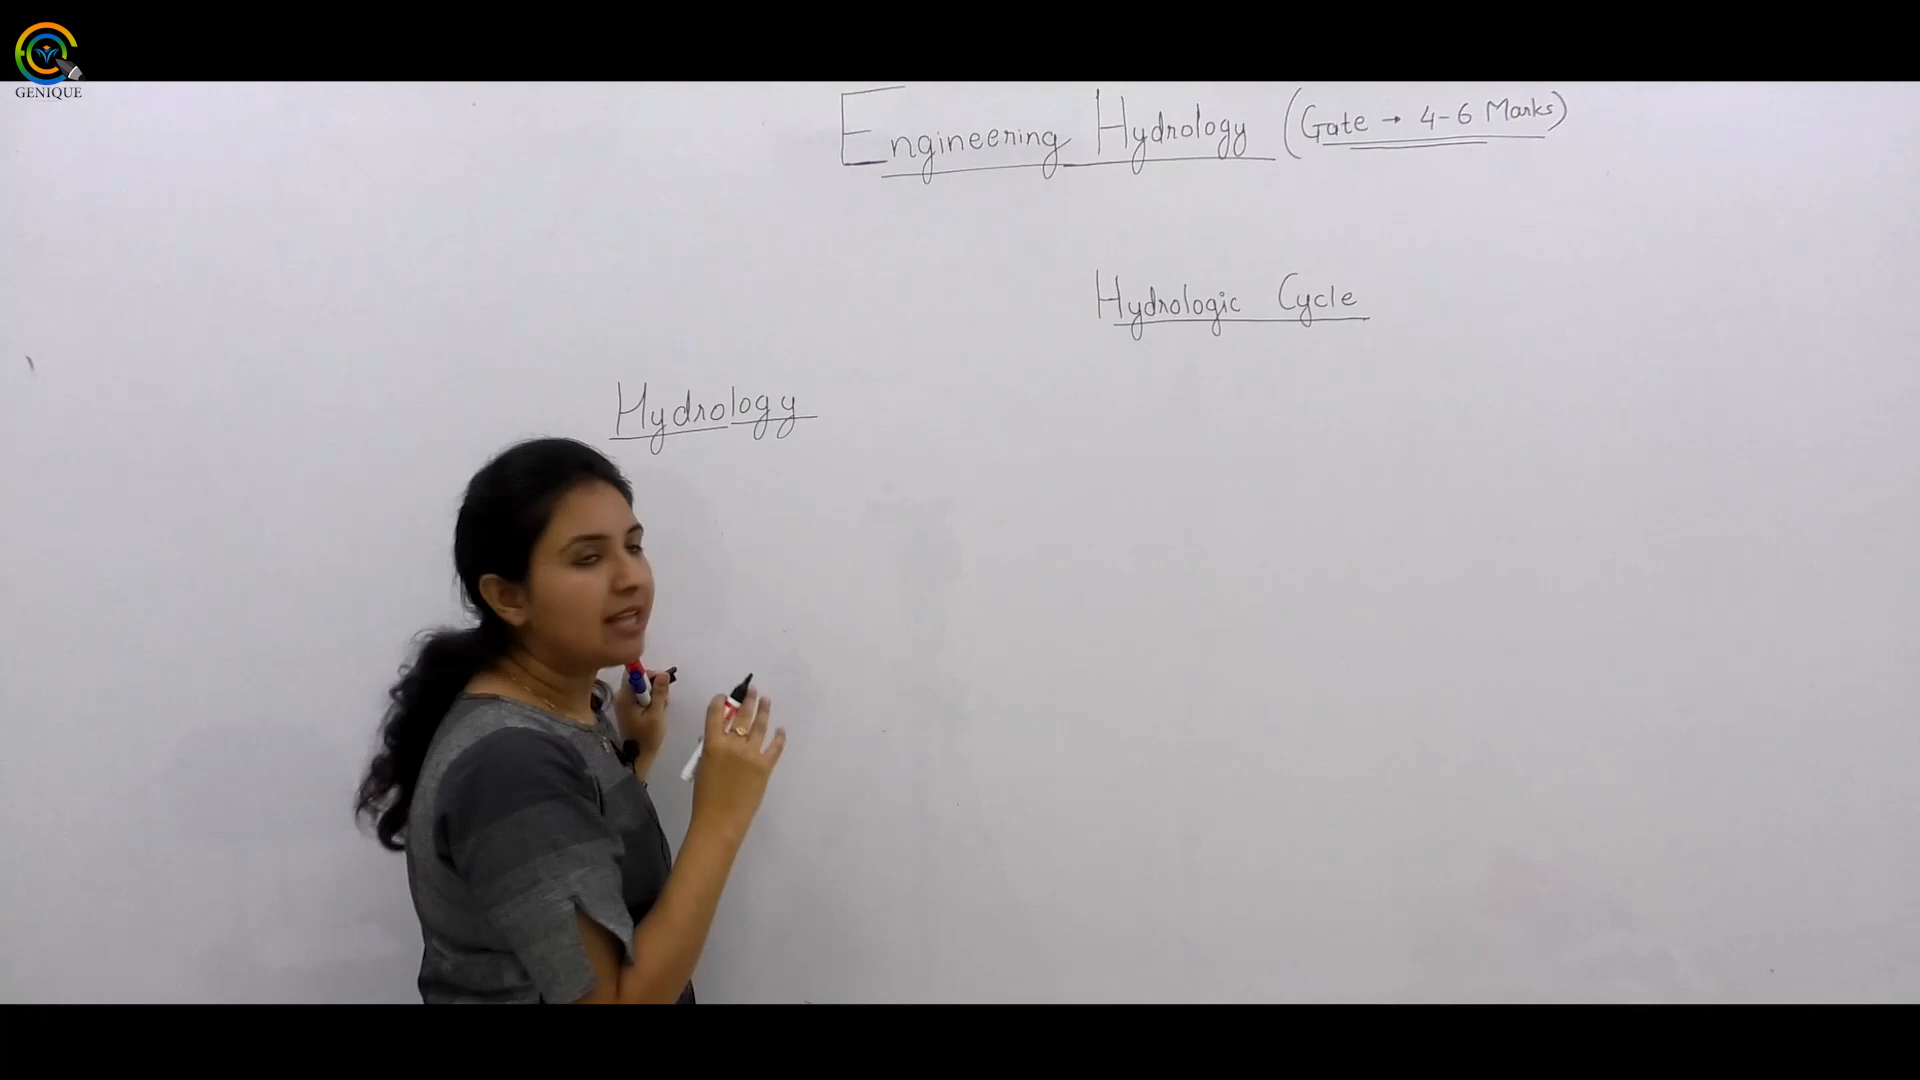 GENIQUE
Engineering Hydrology (Gate → 4-6 Marks)
Hydrologic Cycle
Hydrology